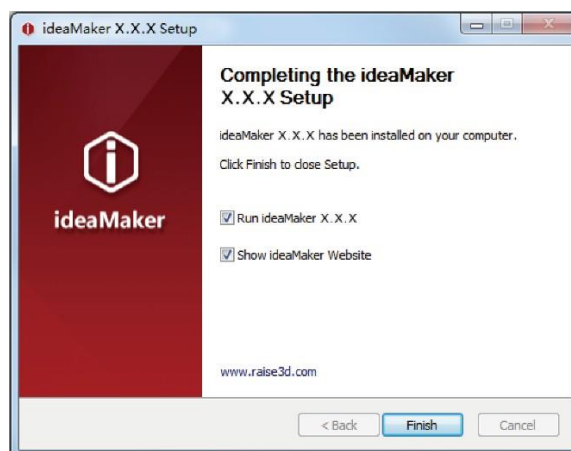 ideaMaker X.X.X Setup
Completing the ideaMaker
X.X.X Setup
ideaMaker X.X.X has been installed on your computer.
Click Finish to close Setup.
Run ideaMaker X.X.X
ideaMaker
Show ideaMaker Website
www.raise3d.com
< Back Finish Cancel